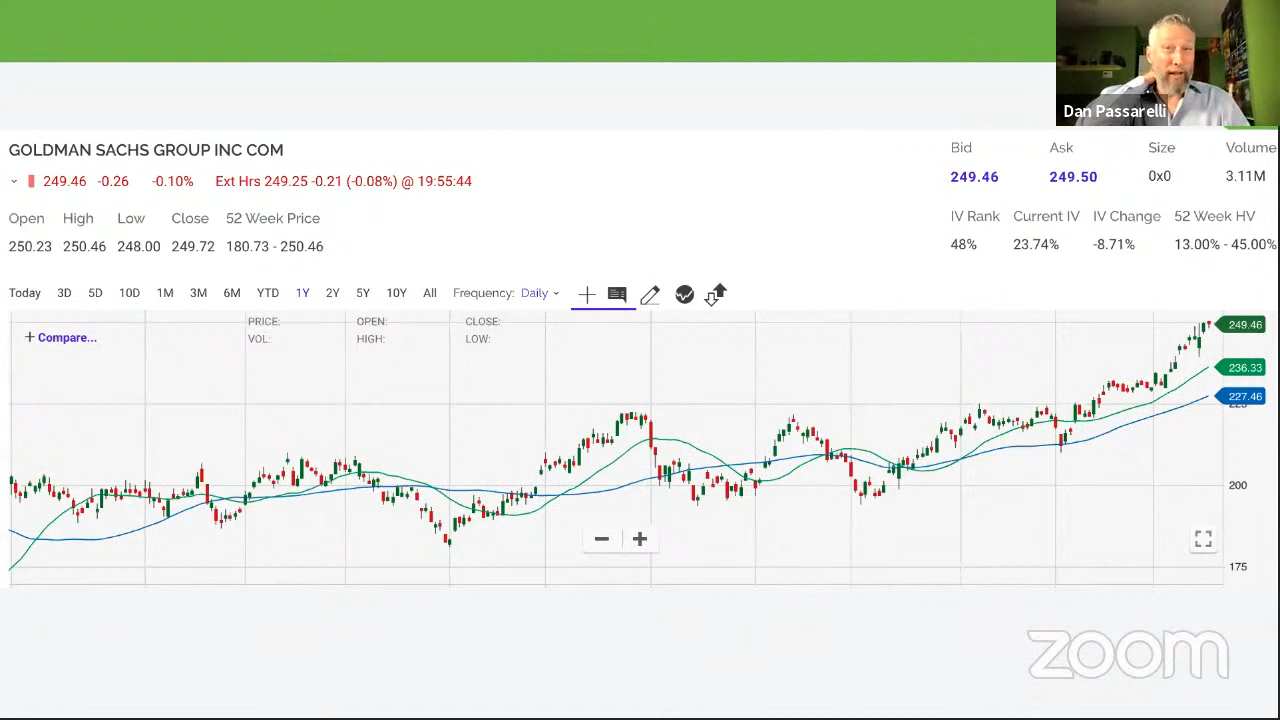 Dan Passarelli
GOLDMAN SACHS GROUP INC COM
249.46 -0.26 -0.10% Ext Hrs 249.25 -0.21 (-0.08%) @ 19:55:44
Open High Low Close 52 Week Price
250.23 250.46 248.00 249.72 180.73 - 250.46
Bid Ask Size Volume
249.46 249.50 0x0 3.11M
IV Rank Current IV IV Change 52 Week HV
48% 23.74% -8.71% 13.00% - 45.00%
Today 3D 5D 10D 1M 3M 6M YTD 1Y 2Y 5Y 10Y All Frequency: Daily
+ Compare...
PRICE: OPEN: CLOSE:
VOL: HIGH: LOW:
249.46
236.33
227.46
225
200
175
zoom